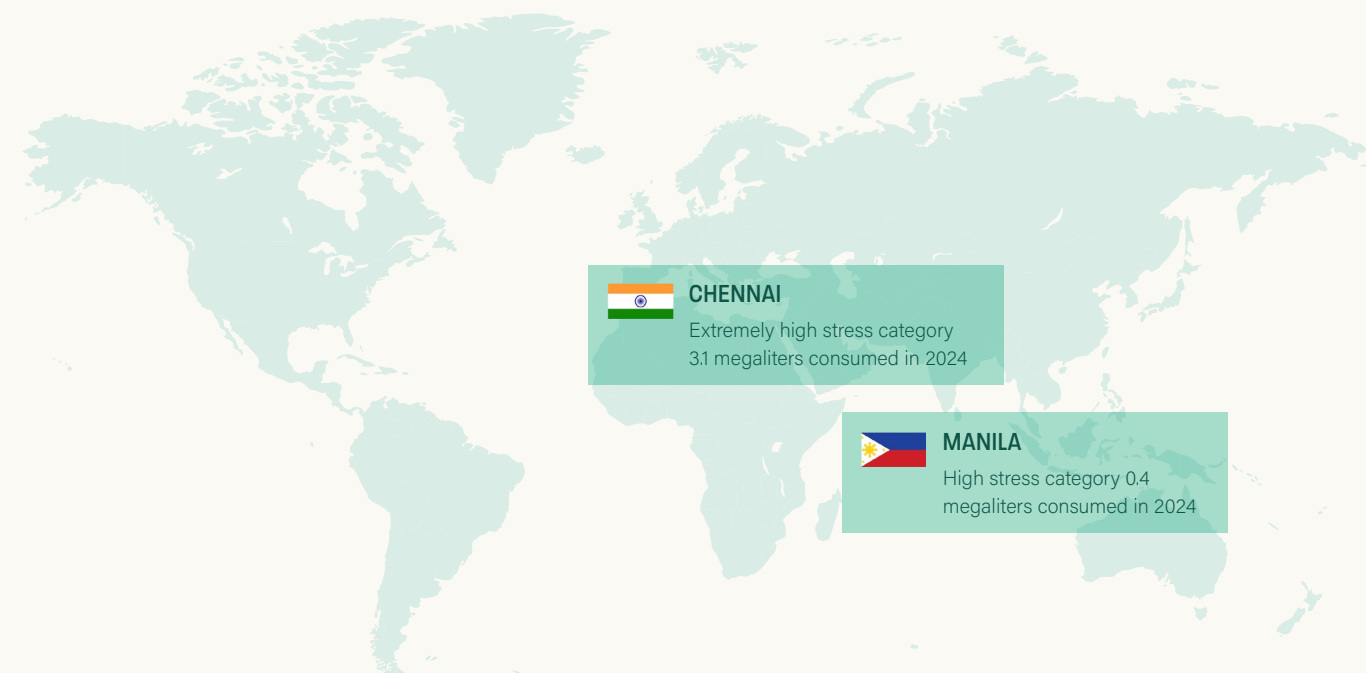 CHENNAI
Extremely high stress category
3.1 megaliters consumed in 2024
MANILA
High stress category 0.4
megaliters consumed in 2024